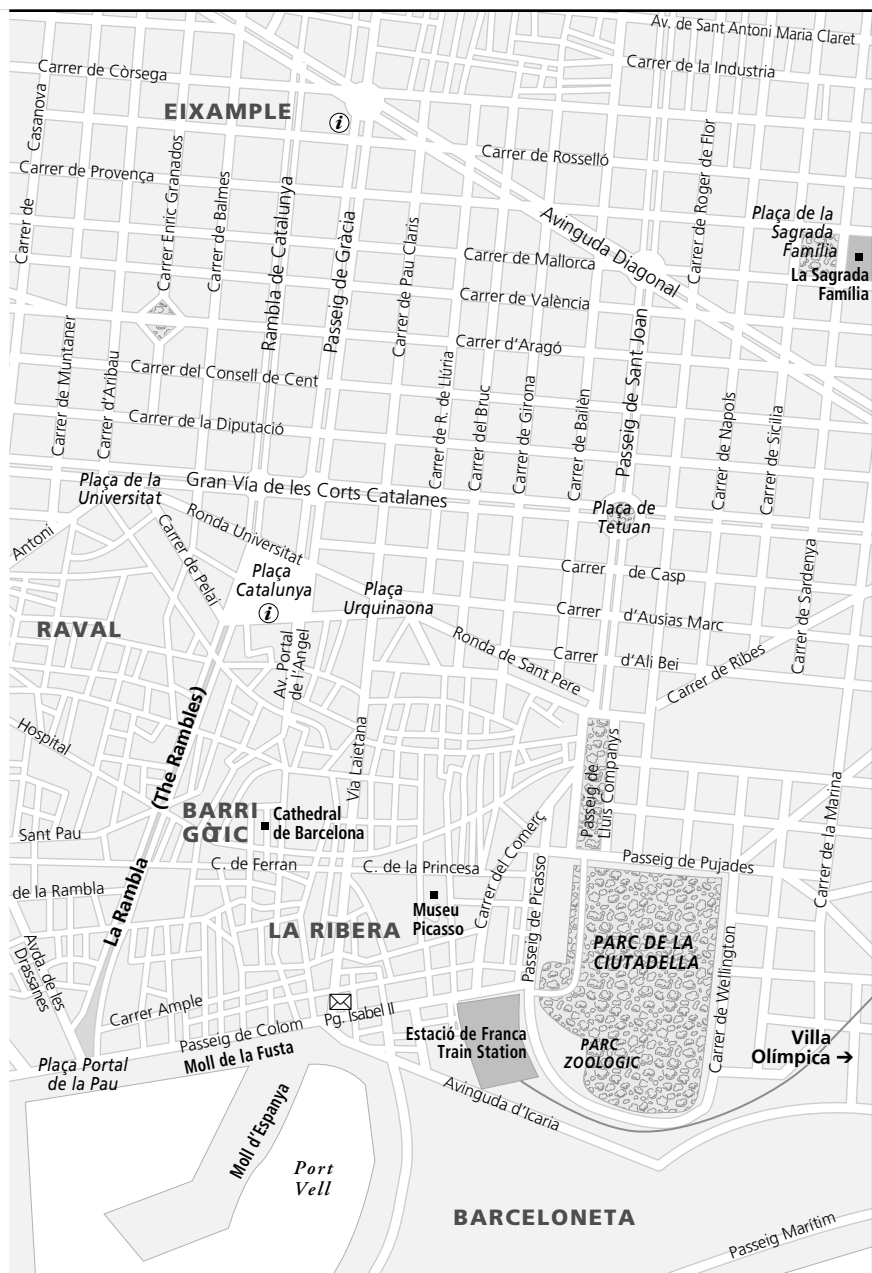 Av. de Sant Antoni Maria Claret
Carrer de Còrsega
Carrer de la Industria
EIXAMPLE
i
Carrer de Casanova
Carrer de Provença
Carrer Enric Granados
Carrer de Balmes
Rambla de Catalunya
Passeig de Gràcia
Carrer de Pau Claris
Carrer de Rosselló
Carrer de Roger de Flor
Avinguda Diagonal
Plaça de la
Sagrada
Família
La Sagrada
Família
Carrer de Mallorca
Carrer de València
Carrer d'Aragó
Carrer de Muntaner
Carrer d'Aribau
Carrer del Consell de Cent
Carrer de la Diputació
Carrer de R. de Llúria
Carrer del Bruc
Carrer de Girona
Carrer de Bailèn
Passeig de Sant Joan
Carrer de Napols
Carrer de Sicilia
Plaça de la
Universitat
Gran Vía de les Corts Catalanes
Plaça de
Tetuan
Antoni
Carrer de Pelai
Ronda Universitat
Plaça
Catalunya
i
Plaça
Urquinaona
Carrer de Casp
Carrer d'Ausias Marc
Carrer d'Ali Bei
Carrer de Sardenya
Carrer de Ribes
RAVAL
Av. Portal
de l'Angel
Ronda de Sant Pere
Hospital
La Rambla (The Rambles)
Via Laietana
Passeig de
Lluis Companys
Carrer de la Marina
BARRI
GÒTIC
Cathedral
de Barcelona
Sant Pau
C. de Ferran
C. de la Princesa
Carrer del Comerç
Passeig de Pujades
de la Rambla
Museu
Picasso
Passeig de Picasso
LA RIBERA
PARC DE LA
CIUTADELLA
Carrer de Wellington
Avda. de les
Drassanes
Carrer Ample
Passeig de Colom
Pg. Isabel II
Moll de la Fusta
Estació de Franca
Train Station
PARC
ZOOLOGIC
Villa
Olímpica ➔
Plaça Portal
de la Pau
Moll d'Espanya
Avinguda d'Icaria
Port
Vell
BARCELONETA
Passeig Marítim